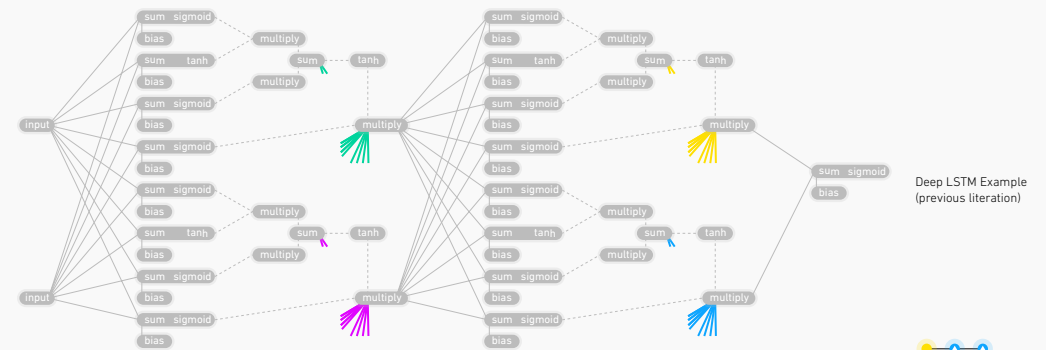 sum sigmoid
bias
sum tanh
bias
sum sigmoid
bias
sum sigmoid
bias
sum sigmoid
bias
sum tanh
bias
sum sigmoid
bias
sum sigmoid
bias
input
input
multiply
sum
tanh
multiply
multiply
multiply
sum
tanh
multiply
multiply
sum sigmoid
bias
sum tanh
bias
sum sigmoid
bias
sum sigmoid
bias
sum sigmoid
bias
sum tanh
bias
sum sigmoid
bias
sum sigmoid
bias
multiply
sum
tanh
multiply
multiply
multiply
sum
tanh
multiply
multiply
sum sigmoid
bias
Deep LSTM Example
(previous literation)